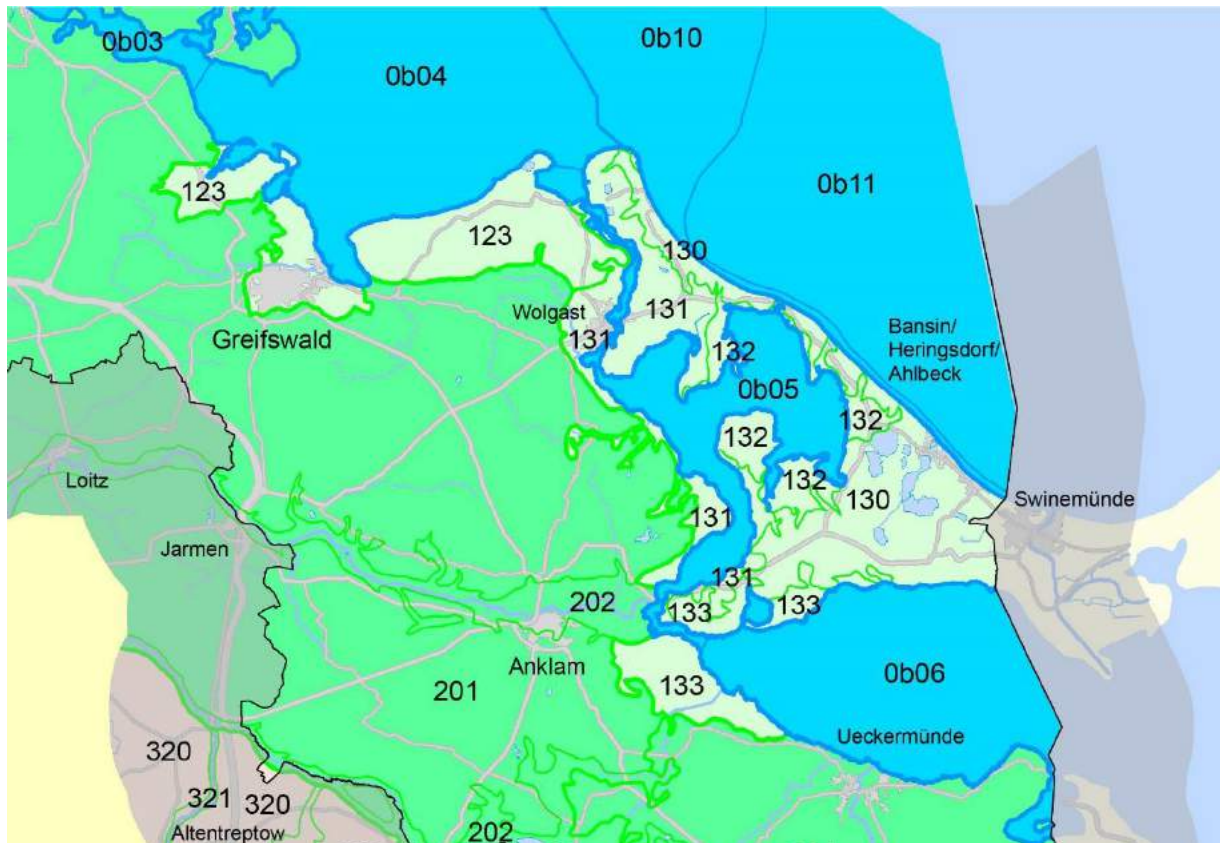 0b03
0b10
0b04
0b11
123
123
130
131
Wolgast
131
Greifswald
132
Bansin/
Heringsdorf/
Ahlbeck
0b05
132
132
132
130
Loitz
Swinemünde
131
Jarmen
131
202
133
133
Anklam
0b06
201
133
Ueckermünde
320
321
320
Altentreptow
202